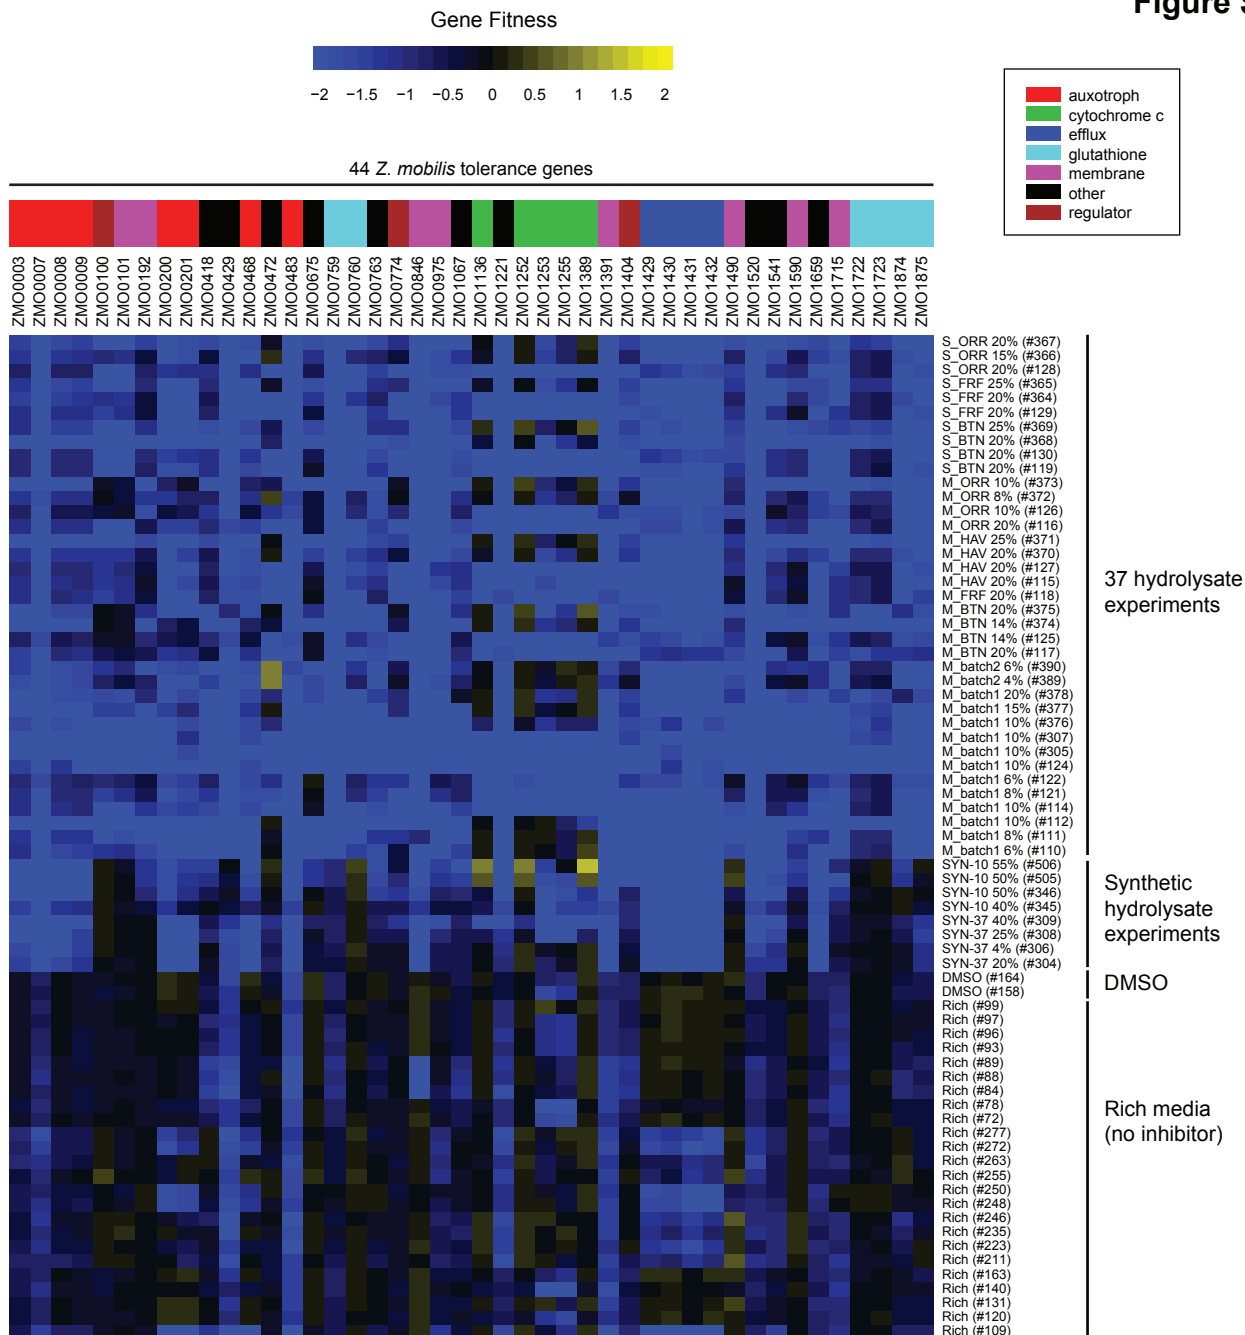 Figure S
Gene Fitness
−2 −1.5 −1 −0.5 0 0.5 1 1.5 2
auxotroph
cytochrome c
efflux
glutathione
membrane
other
regulator
44 Z. mobilis tolerance genes
ZMO0003
ZMO0007
ZMO0008
ZMO0009
ZMO0100
ZMO0101
ZMO0192
ZMO0200
ZMO0201
ZMO0418
ZMO0429
ZMO0468
ZMO0472
ZMO0483
ZMO0675
ZMO0759
ZMO0760
ZMO0763
ZMO0774
ZMO0846
ZMO0975
ZMO1067
ZMO1136
ZMO1221
ZMO1252
ZMO1253
ZMO1255
ZMO1389
ZMO1391
ZMO1404
ZMO1429
ZMO1430
ZMO1431
ZMO1432
ZMO1490
ZMO1520
ZMO1541
ZMO1590
ZMO1659
ZMO1715
ZMO1722
ZMO1723
ZMO1874
ZMO1875
S_ORR 20% (#367)
S_ORR 15% (#366)
S_ORR 20% (#128)
S_FRF 25% (#365)
S_FRF 20% (#364)
S_FRF 20% (#129)
S_BTN 25% (#369)
S_BTN 20% (#368)
S_BTN 20% (#130)
S_BTN 20% (#119)
M_ORR 10% (#373)
M_ORR 8% (#372)
M_ORR 10% (#126)
M_ORR 20% (#116)
M_HAV 25% (#371)
M_HAV 20% (#370)
M_HAV 20% (#127)
M_HAV 20% (#115)
M_FRF 20% (#118)
M_BTN 20% (#375)
M_BTN 14% (#374)
M_BTN 14% (#125)
M_BTN 20% (#117)
M_batch2 6% (#390)
M_batch2 4% (#389)
M_batch1 20% (#378)
M_batch1 15% (#377)
M_batch1 10% (#376)
M_batch1 10% (#307)
M_batch1 10% (#305)
M_batch1 10% (#124)
M_batch1 6% (#122)
M_batch1 8% (#121)
M_batch1 10% (#114)
M_batch1 10% (#112)
M_batch1 8% (#111)
M_batch1 6% (#110)
37 hydrolysate
experiments
SYN-10 55% (#506)
SYN-10 50% (#505)
SYN-10 50% (#346)
SYN-10 40% (#345)
SYN-37 40% (#309)
SYN-37 25% (#308)
SYN-37 4% (#306)
SYN-37 20% (#304)
Synthetic
hydrolysate
experiments
DMSO (#164)
DMSO (#158)
DMSO
Rich (#99)
Rich (#97)
Rich (#96)
Rich (#93)
Rich (#89)
Rich (#88)
Rich (#84)
Rich (#78)
Rich (#72)
Rich (#277)
Rich (#272)
Rich (#263)
Rich (#255)
Rich (#250)
Rich (#248)
Rich (#246)
Rich (#235)
Rich (#223)
Rich (#211)
Rich (#163)
Rich (#140)
Rich (#131)
Rich (#120)
Rich (#109)
Rich media
(no inhibitor)